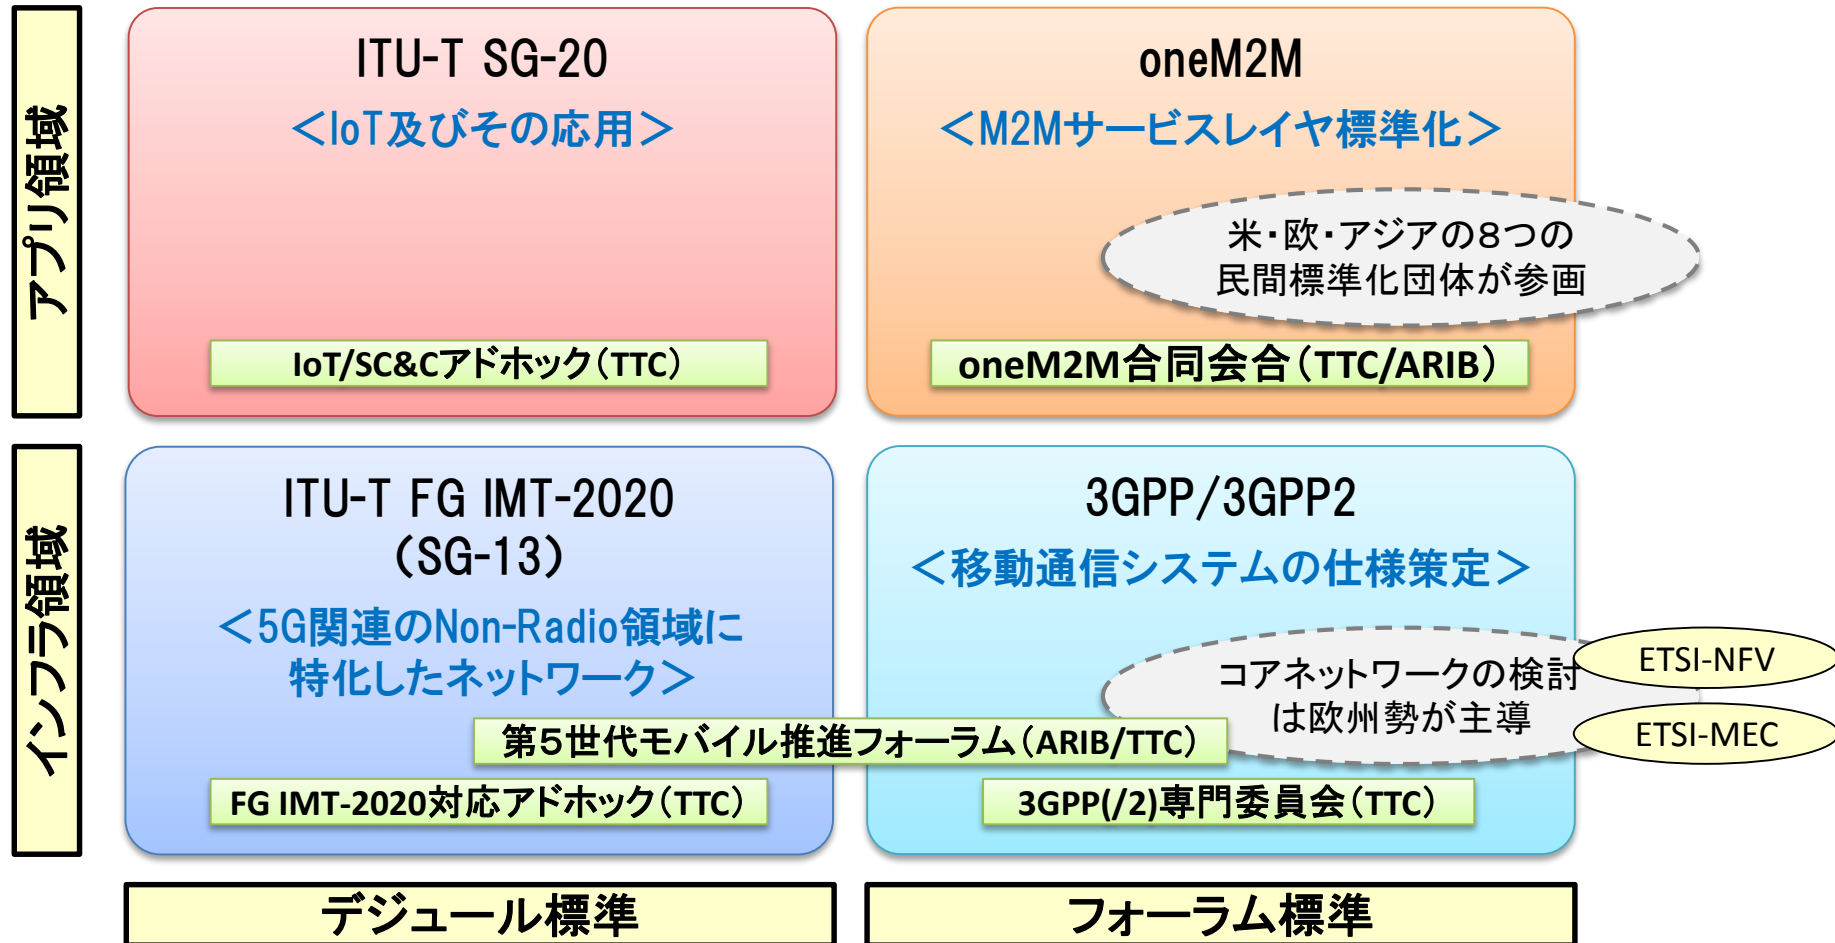 アプリ領域
ITU-T SG-20
＜IoT及びその応用＞
IoT/SC&Cアドホック（TTC）
oneM2M
＜M2Mサービスレイヤ標準化＞
米・欧・アジアの８つの
民間標準化団体が参画
oneM2M合同会合（TTC/ARIB）
インフラ領域
ITU-T FG IMT-2020
（SG-13）
＜5G関連のNon-Radio領域に
特化したネットワーク＞
第５世代モバイル推進フォーラム（ARIB/TTC）
FG IMT-2020対応アドホック（TTC）
3GPP/3GPP2
＜移動通信システムの仕様策定＞
コアネットワークの検討
は欧州勢が主導
ETSI-NFV
ETSI-MEC
3GPP(/2)専門委員会（TTC）
デジュール標準
フォーラム標準